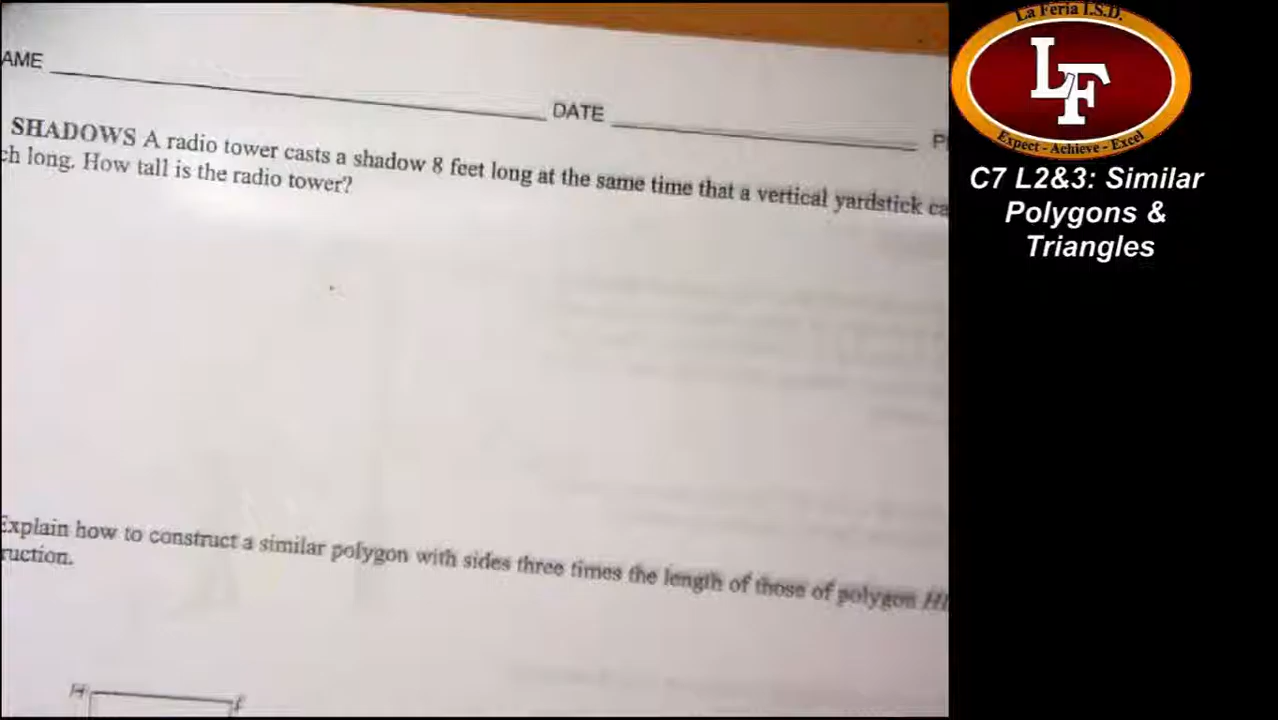 AME DATE
SHADOWS A radio tower casts a shadow 8 feet long at the same time that a vertical yardstick ca
ch long. How tall is the radio tower?
Explain how to construct a similar polygon with sides three times the length of those of polygon HI
ruction.
H
La Feria I.S.D.
LF
Expect - Achieve - Excel
C7 L2&3: Similar
Polygons &
Triangles